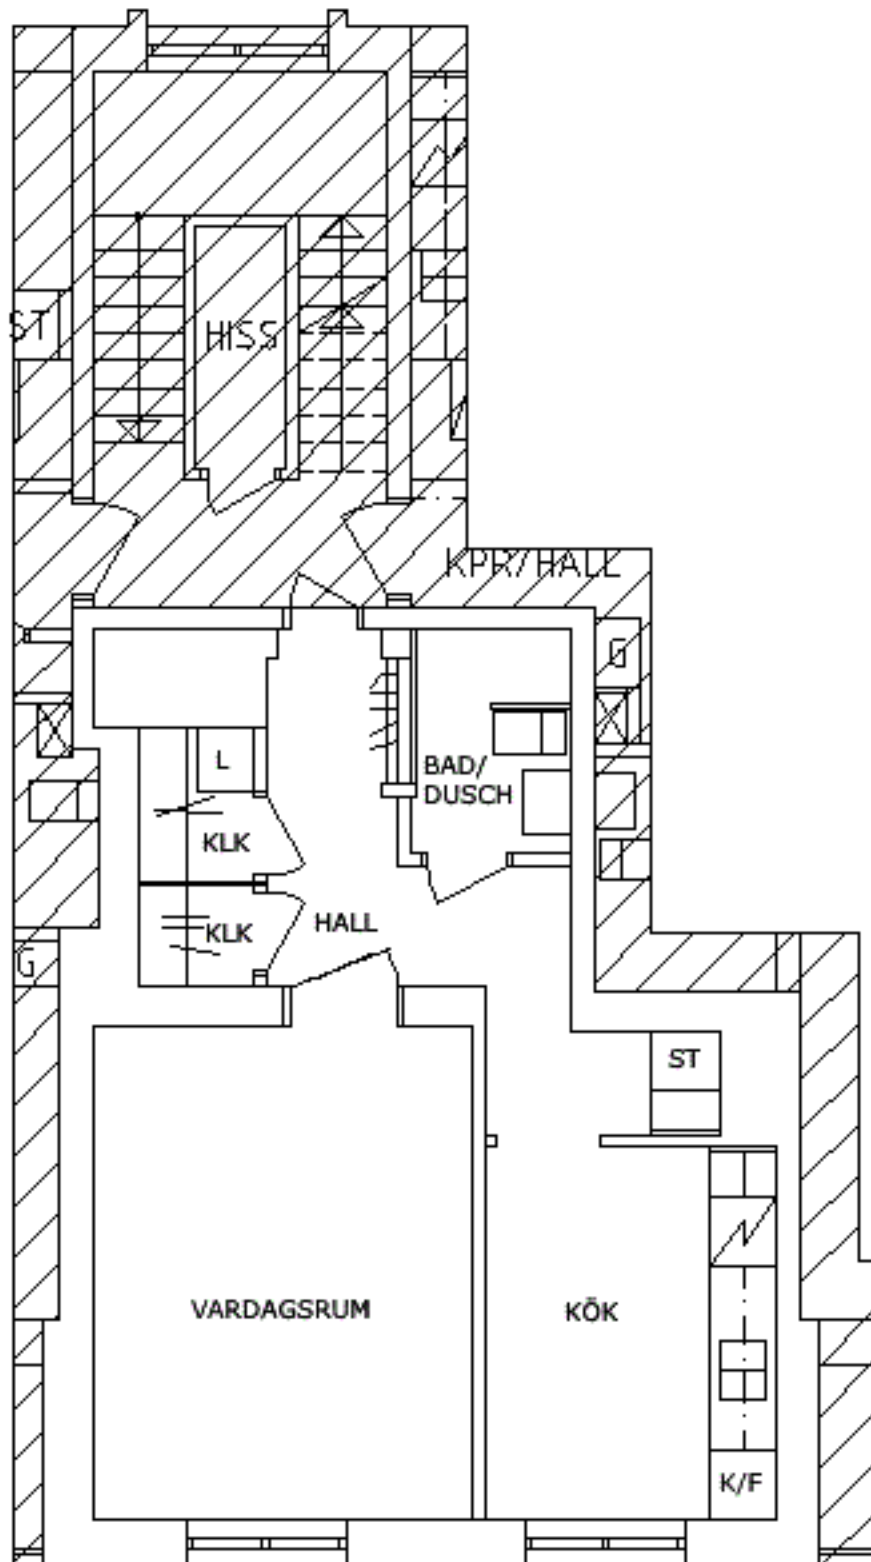 ST
HISS
KPR/HALL
G
L
BAD/
DUSCH
KLK
KLK
HALL
G
ST
VARDAGSRUM
KÖK
K/F